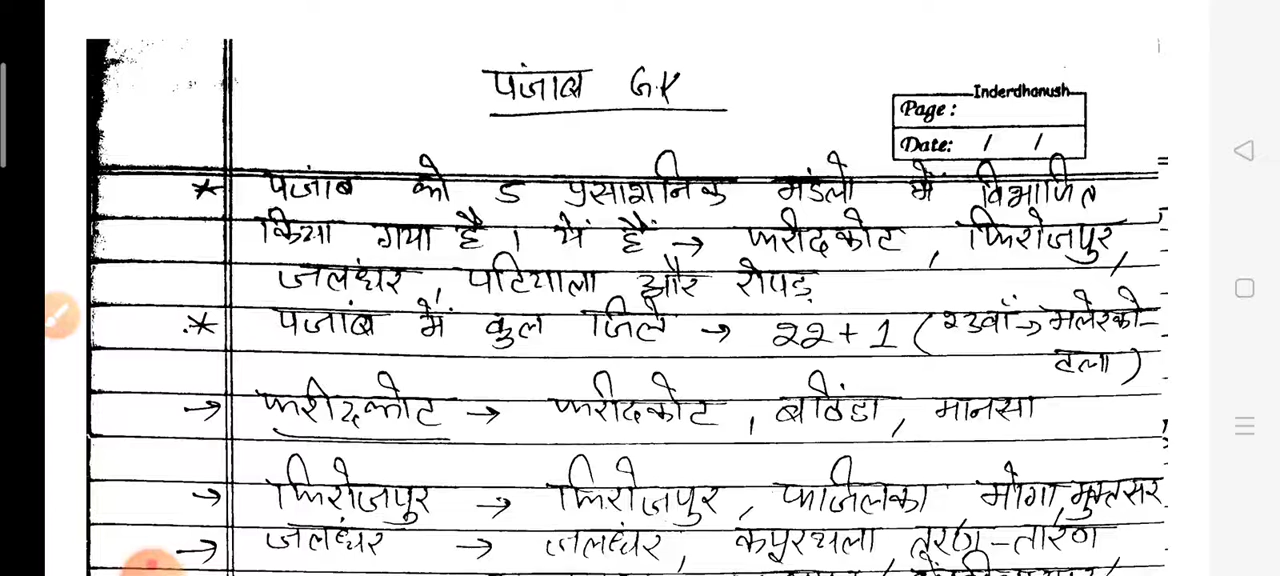 पंजाब G.K
Inderdhanush
Page:
Date: / /
* पंजाब को 5 प्रसाशनिक मंडलो में विभाजित
किया गया है । ये हैं → फरीदकोट, फिरोजपुर,
जलंधर, पटियाला और रोपड़
* पंजाब में कुल जिले → 22 + 1 (23वाँ → मलेरको-
टला)
→ फरीदकोट → फरीदकोट, बठिंडा, मानसा
→ फिरोजपुर → फिरोजपुर, फाजिलका मोगा, मुक्तसर
→ जलंधर → जलंधर, कपूरथला, तरण-तारण